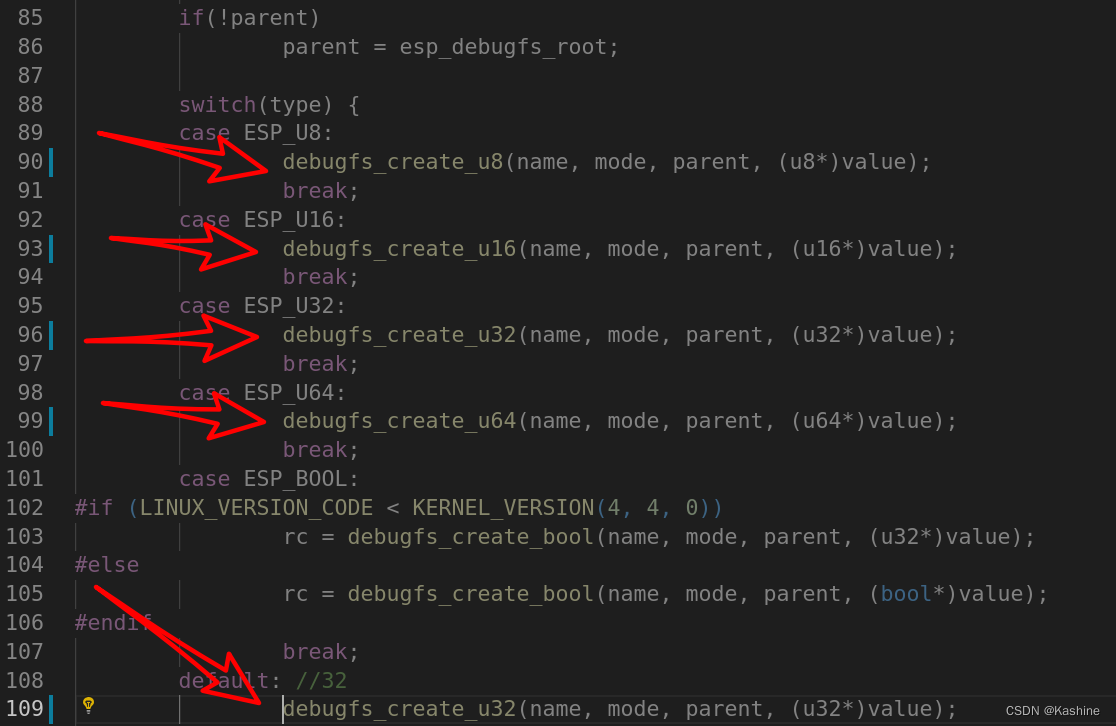 85 if(!parent)
86 parent = esp_debugfs_root;
87
88 switch(type) {
89 case ESP_U8:
90 debugfs_create_u8(name, mode, parent, (u8*)value);
91 break;
92 case ESP_U16:
93 debugfs_create_u16(name, mode, parent, (u16*)value);
94 break;
95 case ESP_U32:
96 debugfs_create_u32(name, mode, parent, (u32*)value);
97 break;
98 case ESP_U64:
99 debugfs_create_u64(name, mode, parent, (u64*)value);
100 break;
101 case ESP_BOOL:
102 #if (LINUX_VERSION_CODE < KERNEL_VERSION(4, 4, 0))
103 rc = debugfs_create_bool(name, mode, parent, (u32*)value);
104 #else
105 rc = debugfs_create_bool(name, mode, parent, (bool*)value);
106 #endif
107 break;
108 default: //32
109 debugfs_create_u32(name, mode, parent, (u32*)value);
CSDN @Kashine